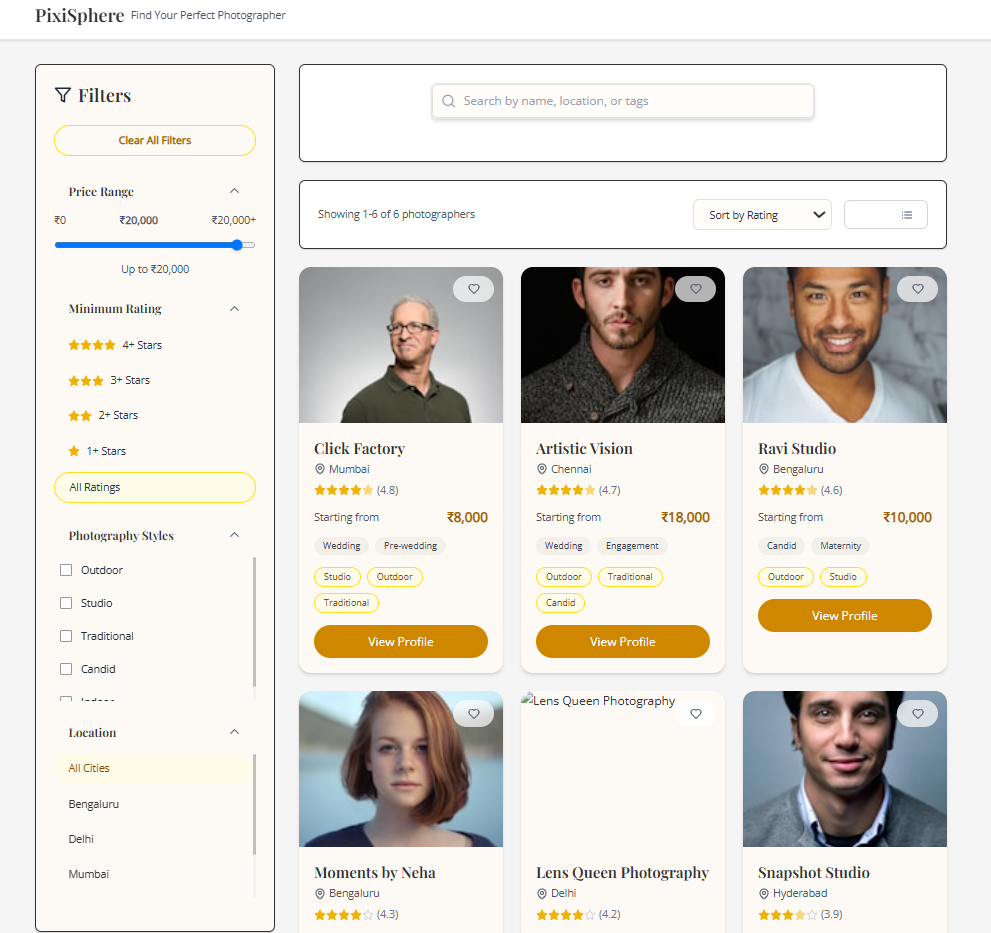 PixiSphere Find Your Perfect Photographer
Filters
Clear All Filters
Price Range
₹0 ₹20,000 ₹20,000+
Up to ₹20,000
Minimum Rating
4+ Stars
3+ Stars
2+ Stars
1+ Stars
All Ratings
Photography Styles
Outdoor
Studio
Traditional
Candid
Location
All Cities
Bengaluru
Delhi
Mumbai
Search by name, location, or tags
Showing 1-6 of 6 photographers
Sort by Rating
Click Factory
Mumbai
(4.8)
Starting from ₹8,000
Wedding Pre-wedding
Studio Outdoor
Traditional
View Profile
Artistic Vision
Chennai
(4.7)
Starting from ₹18,000
Wedding Engagement
Outdoor Traditional
Candid
View Profile
Ravi Studio
Bengaluru
(4.6)
Starting from ₹10,000
Candid Maternity
Outdoor Studio
View Profile
Moments by Neha
Bengaluru
(4.3)
Lens Queen Photography
Lens Queen Photography
Delhi
(4.2)
Snapshot Studio
Hyderabad
(3.9)